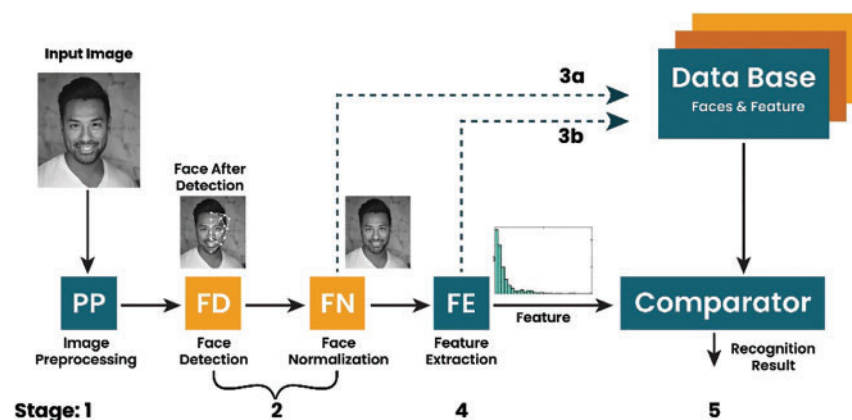 Input Image
3a
Data Base
Faces & Feature
3b
Face After
Detection
PP
FD
FN
FE
Feature
Comparator
Image
Preprocessing
Face
Detection
Face
Normalization
Feature
Extraction
Recognition
Result
Stage: 1
2
4
5